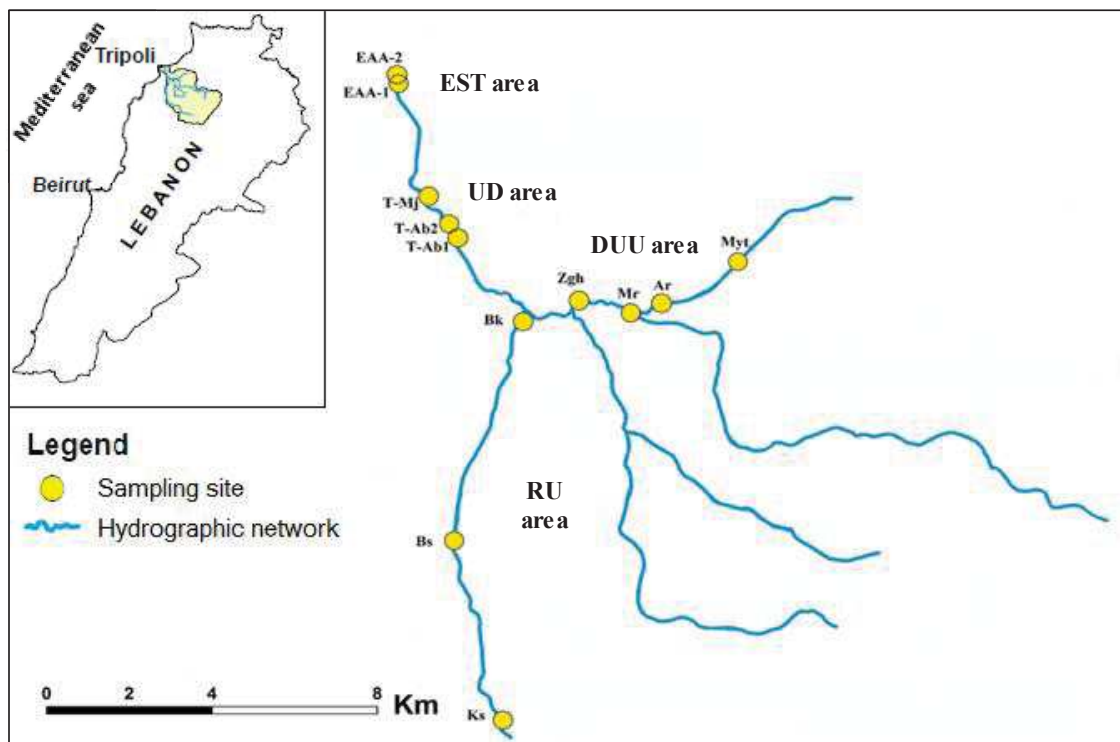 Mediterranean
sea
Tripoli
Beirut
LEBANON
EAA-2
EAA-1
EST area
T-Mj
UD area
T-Ab2
T-Ab1
DUU area
Myt
Zgh
Mr
Ar
Bk
Legend
Sampling site
Hydrographic network
RU
area
Bs
0 2 4 8 Km
Ks